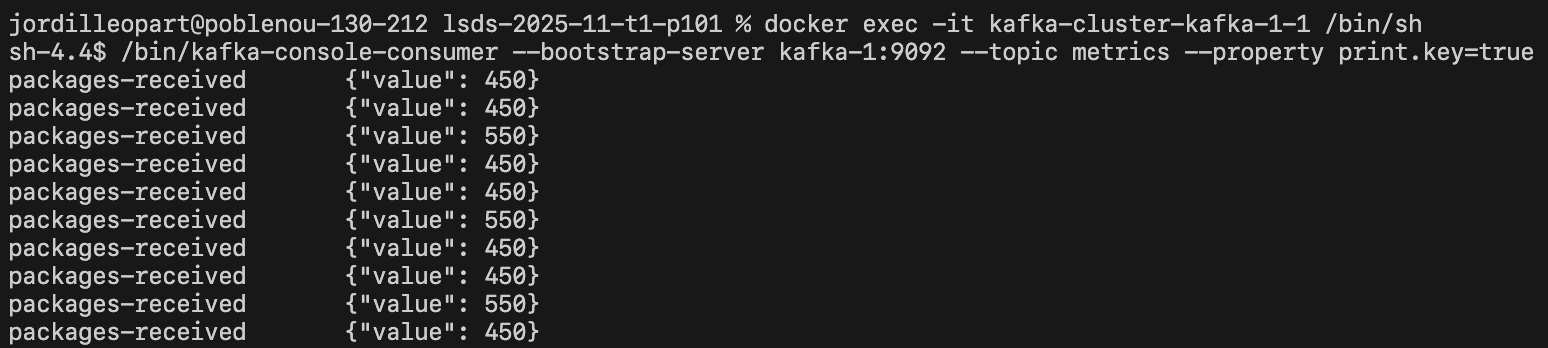 jordilleopart@poblenou-130-212 lsds-2025-11-t1-p101 % docker exec -it kafka-cluster-kafka-1-1 /bin/sh
sh-4.4$ /bin/kafka-console-consumer --bootstrap-server kafka-1:9092 --topic metrics --property print.key=true
packages-received	{"value": 450}
packages-received	{"value": 450}
packages-received	{"value": 550}
packages-received	{"value": 450}
packages-received	{"value": 450}
packages-received	{"value": 550}
packages-received	{"value": 450}
packages-received	{"value": 450}
packages-received	{"value": 550}
packages-received	{"value": 450}